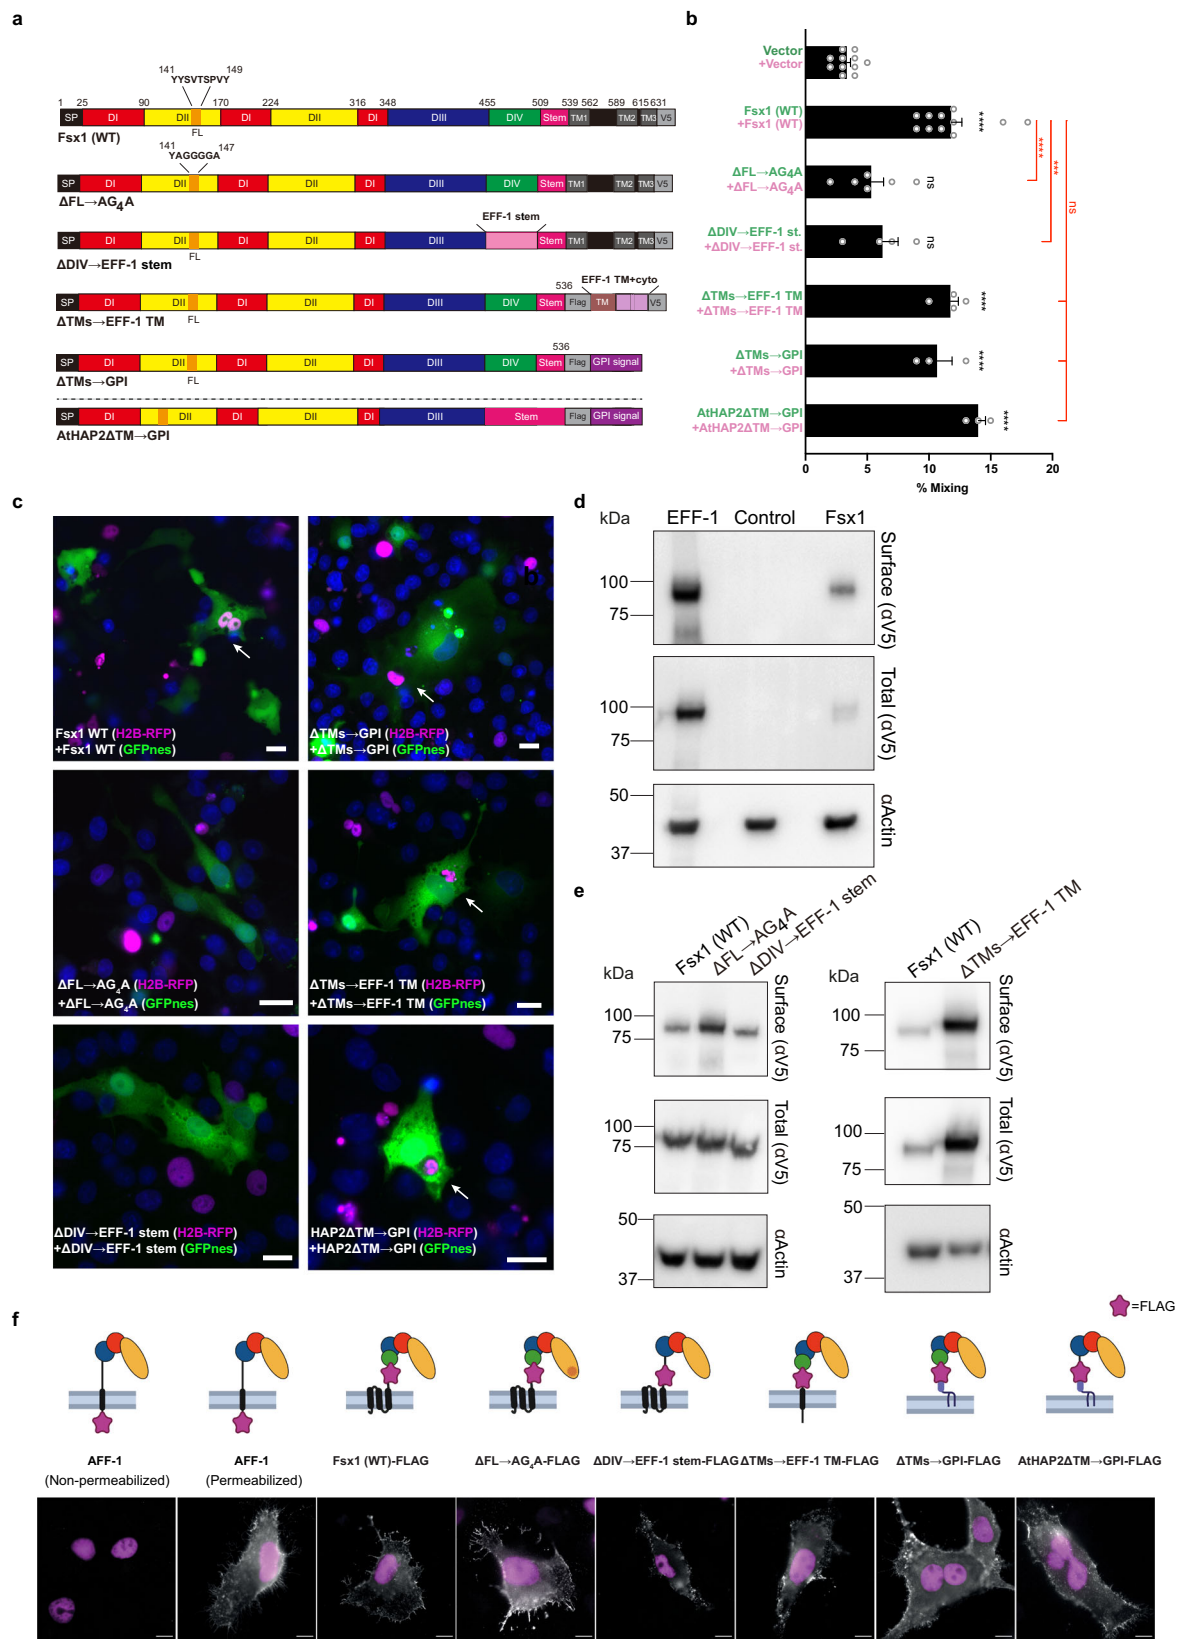 a
141 149
YYSVTSPVY
1 25 90 170 224 316 348 455 509 539 562 589 615 631
SP DI DII DI DII DI DIII DIV Stem TM1 TM2 TM3 V5
Fsx1 (WT)
FL
141 147
YAGGGGA
SP DI DII DI DII DI DIII DIV Stem TM1 TM2 TM3 V5
ΔFL→AG4A
EFF-1 stem
SP DI DII DI DII DI DIII Stem TM1 TM2 TM3 V5
FL
ΔDIV→EFF-1 stem
536 EFF-1 TM+cyto
SP DI DII DI DII DI DIII DIV Stem Flag TM V5
FL
ΔTMs→EFF-1 TM
536
SP DI DII DI DII DI DIII DIV Stem Flag GPI signal
FL
ΔTMs→GPI
SP DI DII DI DII DI DIII Stem Flag GPI signal
AtHAP2ΔTM→GPI
b
Vector
+Vector
Fsx1 (WT)
+Fsx1 (WT)
****
ΔFL→AG4A
+ΔFL→AG4A
ns
ΔDIV→EFF-1 st.
+ΔDIV→EFF-1 st.
ns
ΔTMs→EFF-1 TM
+ΔTMs→EFF-1 TM
****
ΔTMs→GPI
+ΔTMs→GPI
****
AtHAP2ΔTM→GPI
+AtHAP2ΔTM→GPI
****
****
***
ns
0 5 10 15 20
% Mixing
c
b
Fsx1 WT (H2B-RFP)
+Fsx1 WT (GFPnes)
ΔTMs→GPI (H2B-RFP)
+ΔTMs→GPI (GFPnes)
ΔFL→AG4A (H2B-RFP)
+ΔFL→AG4A (GFPnes)
ΔTMs→EFF-1 TM (H2B-RFP)
+ΔTMs→EFF-1 TM (GFPnes)
ΔDIV→EFF-1 stem (H2B-RFP)
+ΔDIV→EFF-1 stem (GFPnes)
HAP2ΔTM→GPI (H2B-RFP)
+HAP2ΔTM→GPI (GFPnes)
d
kDa EFF-1 Control Fsx1
100
75
Surface (αV5)
100
75
Total (αV5)
50
37
αActin
e
kDa
Fsx1 (WT)
ΔFL→AG4A
ΔDIV→EFF-1 stem
100
75
Surface (αV5)
100
75
Total (αV5)
50
37
αActin
kDa
Fsx1 (WT)
ΔTMs→EFF-1 TM
100
75
Surface (αV5)
100
75
Total (αV5)
50
37
αActin
f
=FLAG
AFF-1
(Non-permeabilized)
AFF-1
(Permeabilized)
Fsx1 (WT)-FLAG
ΔFL→AG4A-FLAG
ΔDIV→EFF-1 stem-FLAG
ΔTMs→EFF-1 TM-FLAG
ΔTMs→GPI-FLAG
AtHAP2ΔTM→GPI-FLAG